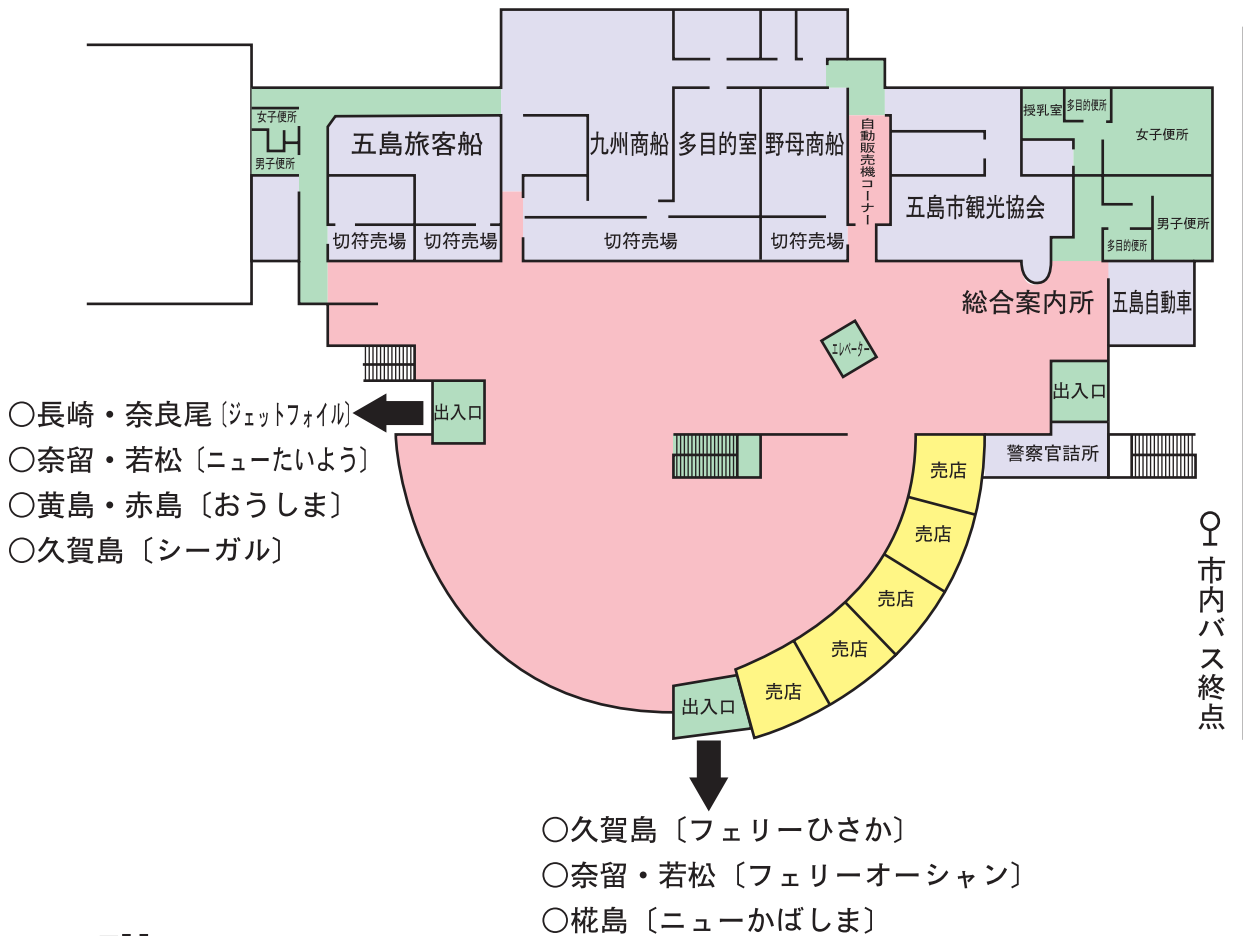 女子便所
男子便所
五島旅客船
九州商船
多目的室
野母商船
自動販売機コーナー
授乳室
多目的便所
女子便所
五島市観光協会
男子便所
多目的便所
切符売場
切符売場
切符売場
切符売場
総合案内所
五島自動車
エレベーター
出入口
出入口
警察官詰所
○長崎・奈良尾〔ジェットフォイル〕
○奈留・若松〔ニューたいよう〕
○黄島・赤島〔おうしま〕
○久賀島〔シーガル〕
売店
売店
売店
売店
売店
出入口
市内バス終点
○久賀島〔フェリーひさか〕
○奈留・若松〔フェリーオーシャン〕
○椛島〔ニューかばしま〕